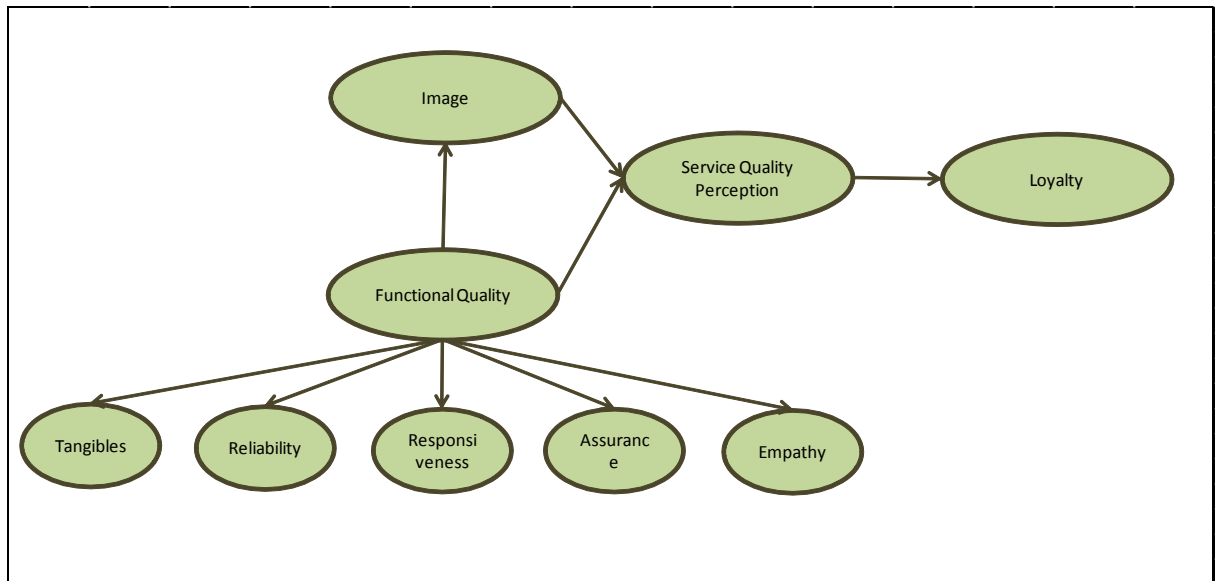 Image
Service Quality
Perception
Loyalty
Functional Quality
Tangibles
Reliability
Responsi
veness
Assuranc
e
Empathy